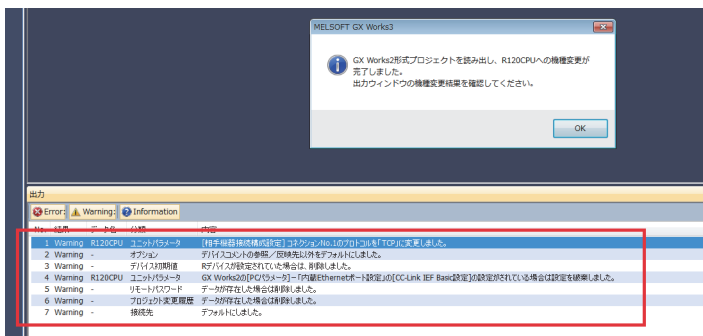 MELSOFT GX Works3
GX Works2形式プロジェクトを読み出し、R120CPUへの機種変更が
完了しました。
出力ウィンドウの機種変更結果を確認してください。
OK
出力
Error: Warning: Information
No. 結果 データ名 分類 内容
1 Warning R120CPU ユニットパラメータ [相手機器接続構成設定] コネクションNo.1のプロトコルを「TCP」に変更しました。
2 Warning - オプション デバイスコメントの参照／反映先以外をデフォルトにしました。
3 Warning - デバイス初期値 Rデバイスが設定されていた場合は、削除しました。
4 Warning R120CPU ユニットパラメータ GX Works2の[PCパラメータ]－「内蔵Ethernetポート設定」の[CC-Link IEF Basic設定]の設定がされている場合は設定を破棄しました。
5 Warning - リモートパスワード データが存在した場合は削除しました。
6 Warning - プロジェクト変更履歴 データが存在した場合は削除しました。
7 Warning - 接続先 デフォルトにしました。